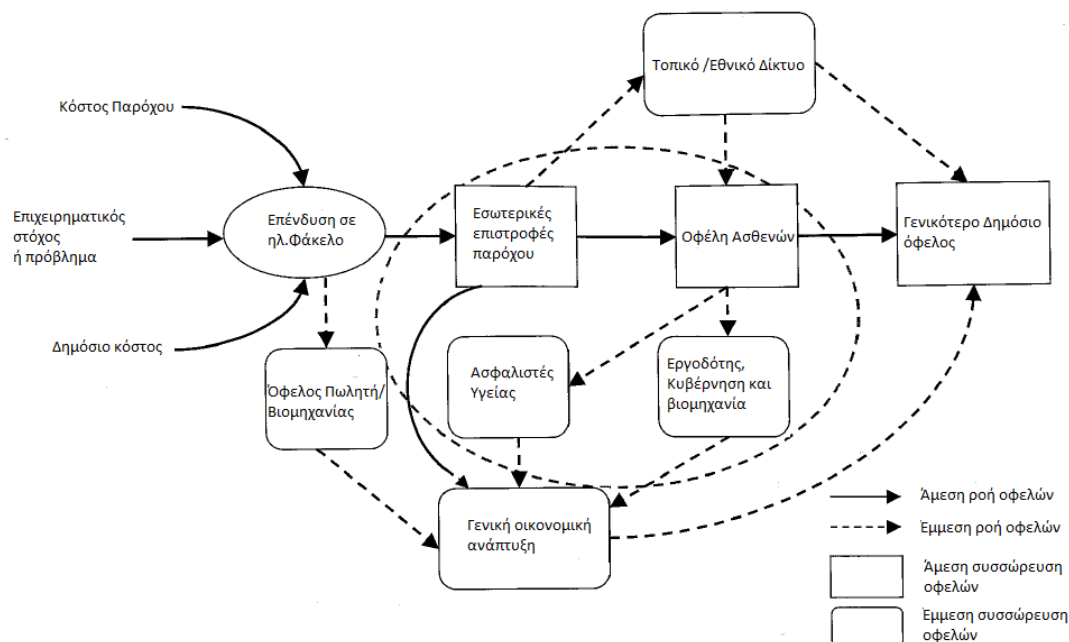 Τοπικό /Εθνικό Δίκτυο
Κόστος Παρόχου
Επιχειρηματικός
στόχος
ή πρόβλημα
Επένδυση σε
ηλ.Φάκελο
Εσωτερικές
επιστροφές
παρόχου
Οφέλη Ασθενών
Γενικότερο Δημόσιο
όφελος
Δημόσιο κόστος
Όφελος Πωλητή/
Βιομηχανίας
Ασφαλιστές
Υγείας
Εργοδότης,
Κυβέρνηση και
βιομηχανία
Γενική οικονομική
ανάπτυξη
Άμεση ροή οφελών
Έμμεση ροή οφελών
Άμεση συσσώρευση
οφελών
Έμμεση συσσώρευση
οφελών